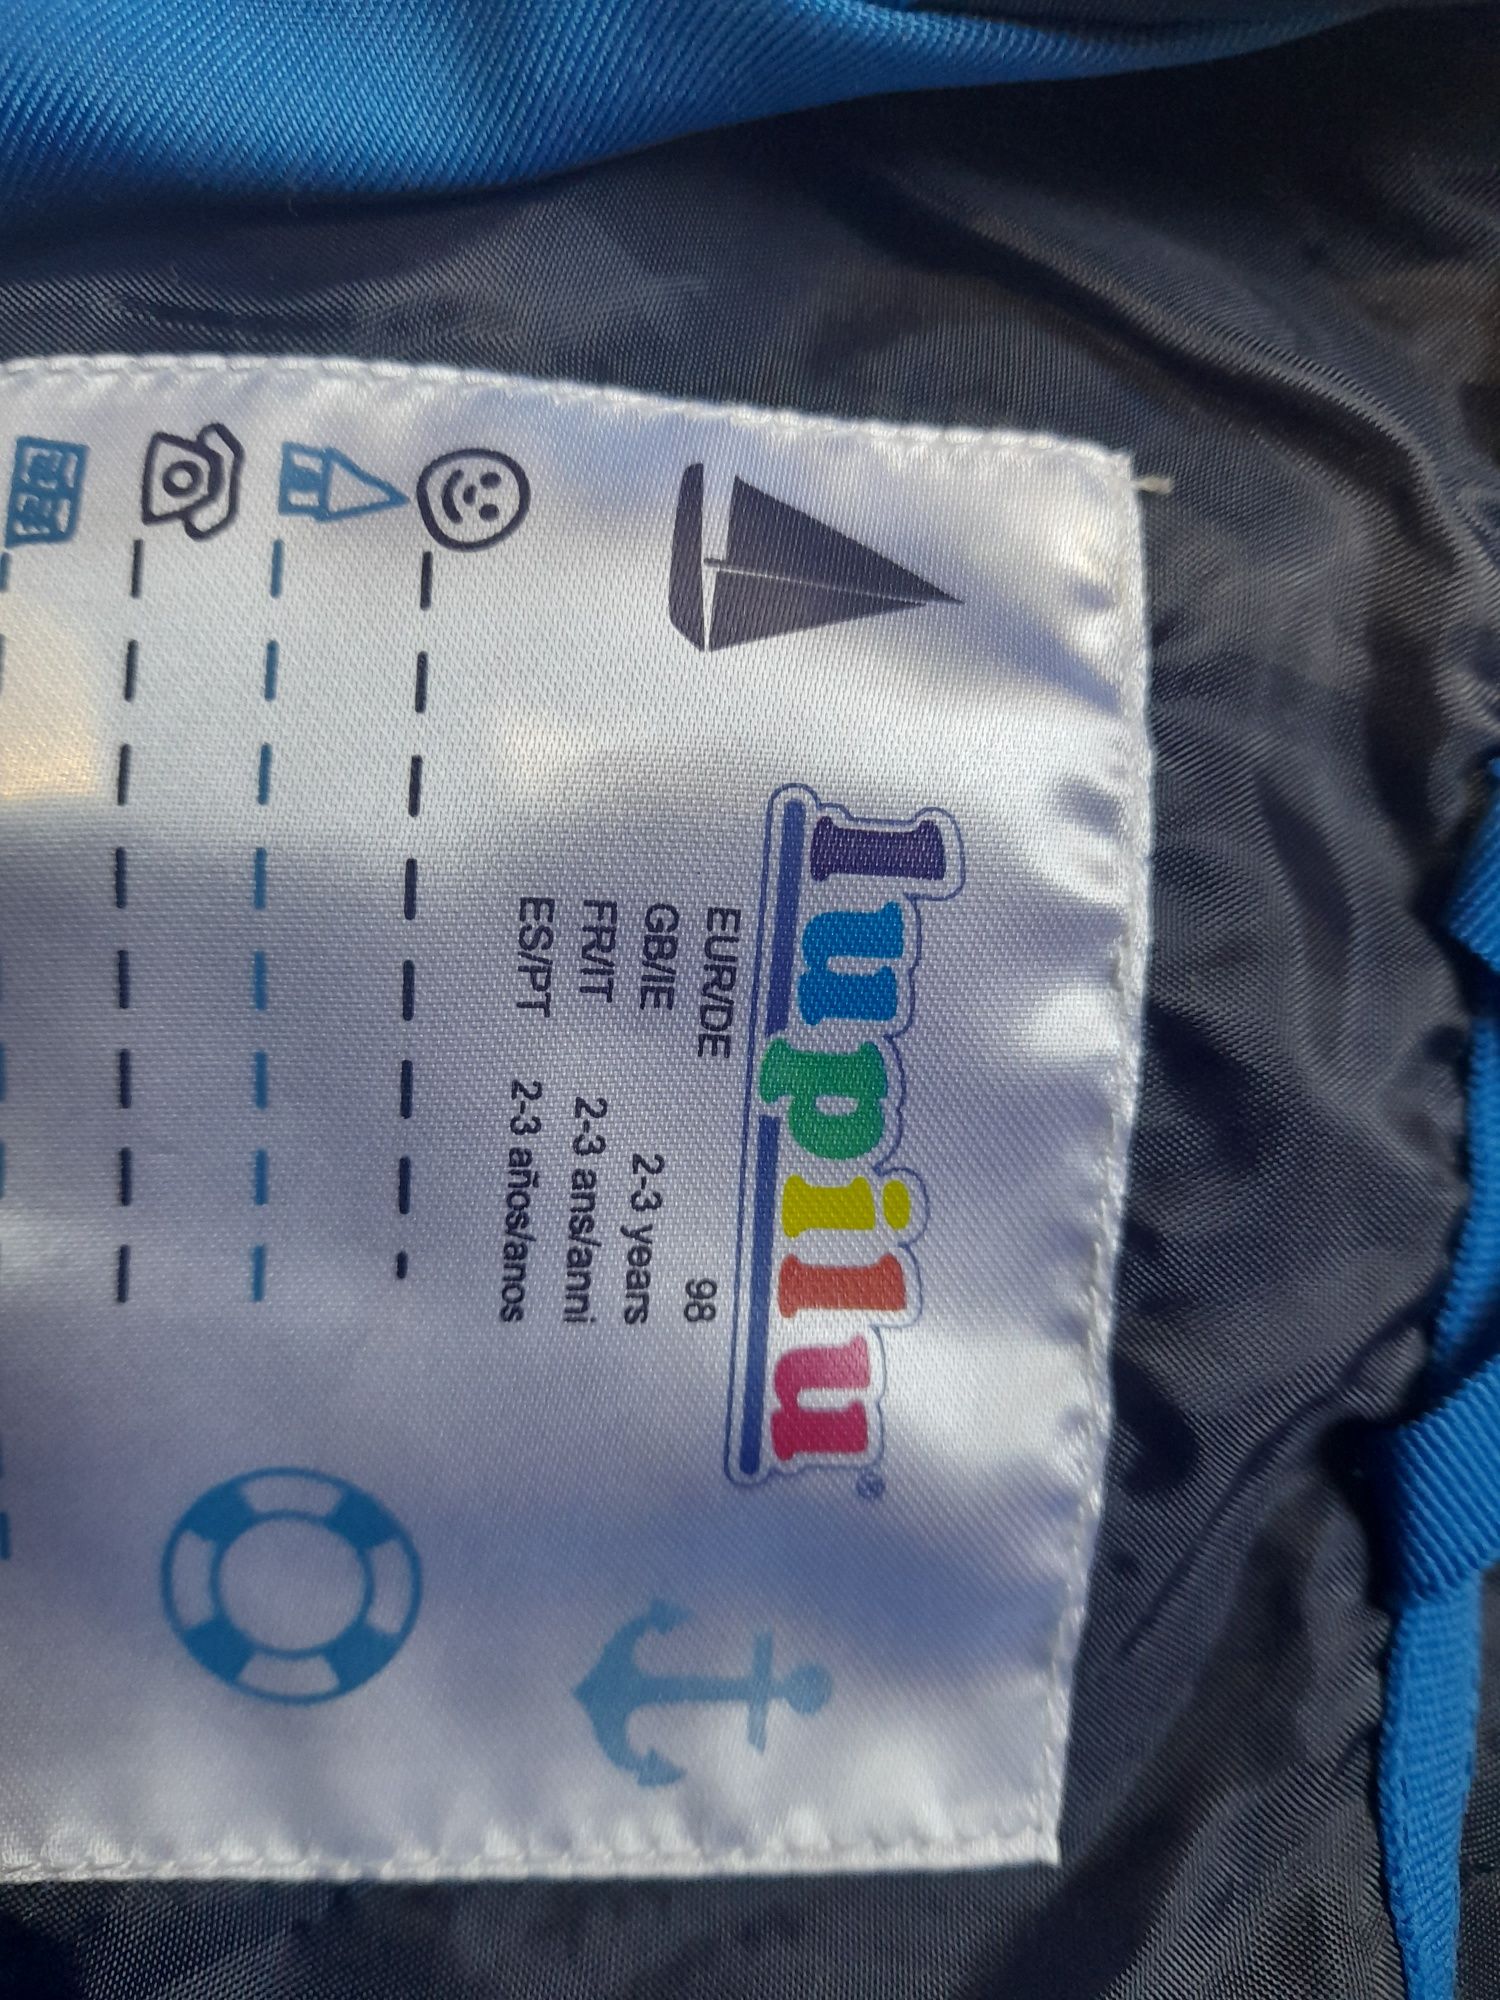 lupilu®
EUR/DE 98
GB/IE 2-3 years
FR/IT 2-3 ans/anni
ES/PT 2-3 años/anos